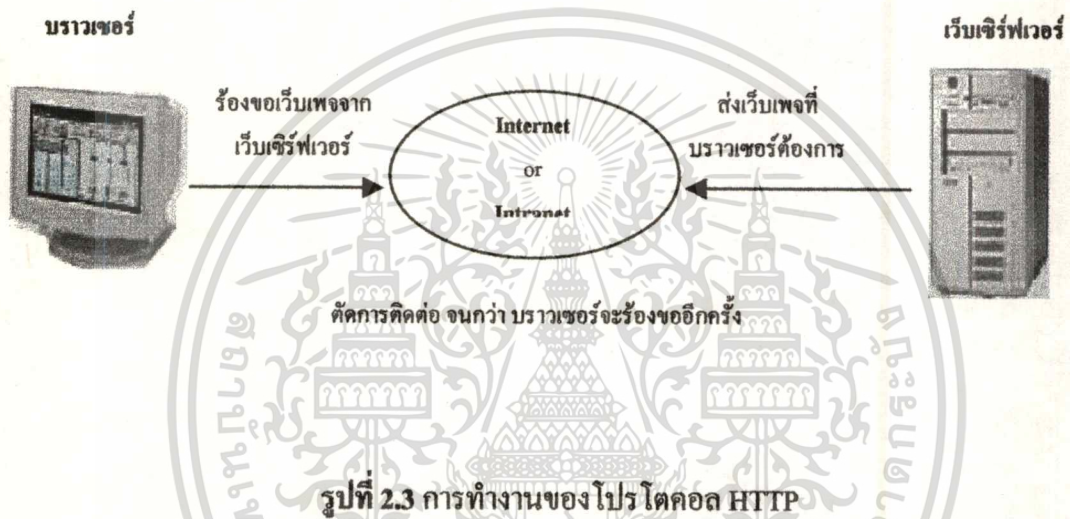 บราวเซอร์
เว็บเซิร์ฟเวอร์
ร้องขอเว็บเพจจาก
เว็บเซิร์ฟเวอร์
Internet
or
Intranet
ส่งเว็บเพจที่
บราวเซอร์ต้องการ
ตัดการติดต่อ จนกว่า บราวเซอร์จะร้องขออีกครั้ง
รูปที่ 2.3 การทำงานของโปรโตคอล HTTP